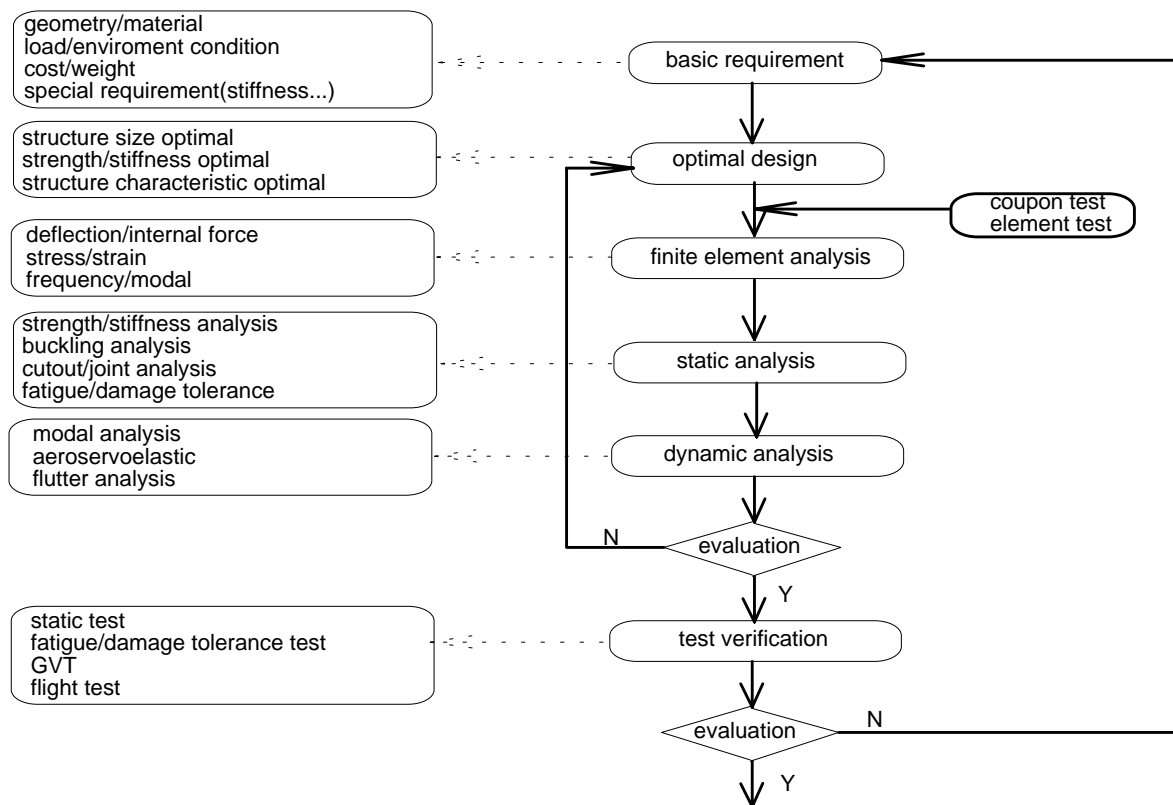 geometry/material
load/enviroment condition
cost/weight
special requirement(stiffness...)
basic requirement
structure size optimal
strength/stiffness optimal
structure characteristic optimal
optimal design
coupon test
element test
deflection/internal force
stress/strain
frequency/modal
finite element analysis
strength/stiffness analysis
buckling analysis
cutout/joint analysis
fatigue/damage tolerance
static analysis
modal analysis
aeroservoelastic
flutter analysis
dynamic analysis
N
evaluation
Y
static test
fatigue/damage tolerance test
GVT
flight test
test verification
evaluation
N
Y